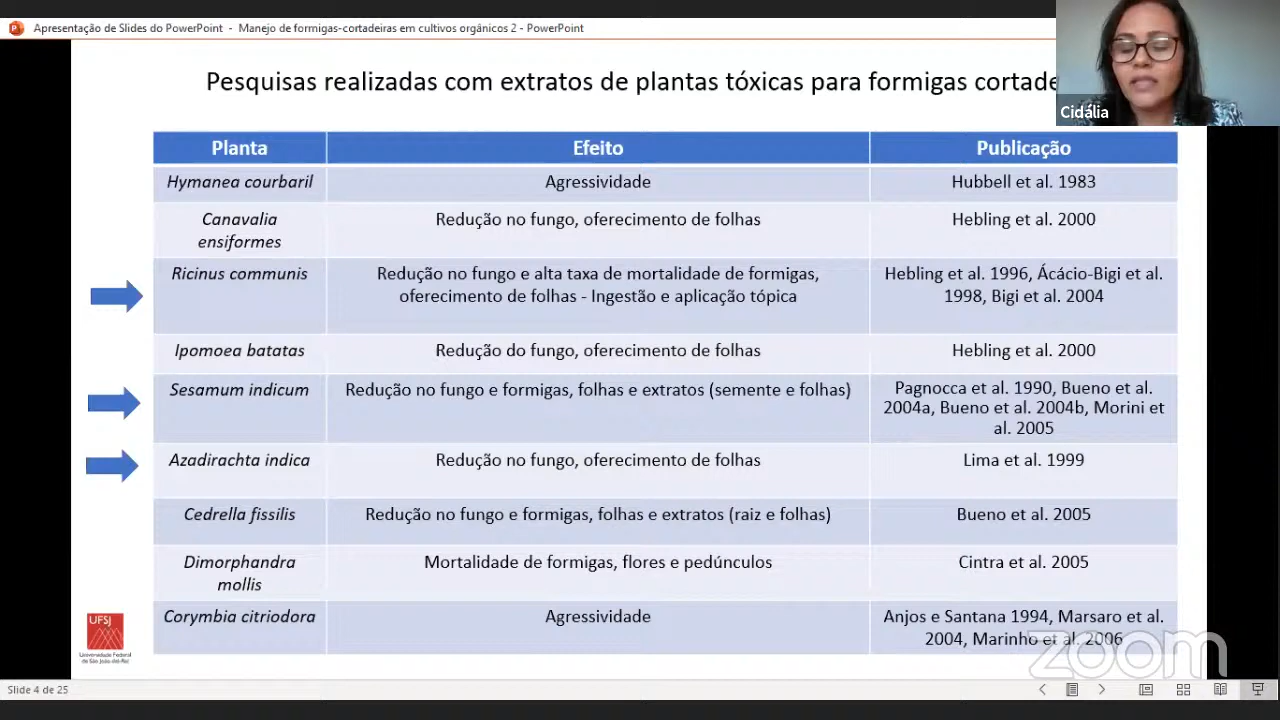 Apresentação de Slides do PowerPoint - Manejo de formigas-cortadeiras em cultivos orgânicos 2 - PowerPoint
Pesquisas realizadas com extratos de plantas tóxicas para formigas cortade
Cidália
Planta Efeito Publicação
Hymanea courbaril Agressividade Hubbell et al. 1983
Canavalia
ensiformes
Redução no fungo, oferecimento de folhas
Hebling et al. 2000
Ricinus communis
Redução no fungo e alta taxa de mortalidade de formigas,
oferecimento de folhas - Ingestão e aplicação tópica
Hebling et al. 1996, Ácácio-Bigi et al.
1998, Bigi et al. 2004
Ipomoea batatas Redução do fungo, oferecimento de folhas Hebling et al. 2000
Sesamum indicum
Redução no fungo e formigas, folhas e extratos (semente e folhas)
Pagnocca et al. 1990, Bueno et al.
2004a, Bueno et al. 2004b, Morini et
al. 2005
Azadirachta indica Redução no fungo, oferecimento de folhas Lima et al. 1999
Cedrella fissilis Redução no fungo e formigas, folhas e extratos (raiz e folhas) Bueno et al. 2005
Dimorphandra
mollis
Mortalidade de formigas, flores e pedúnculos
Cintra et al. 2005
Corymbia citriodora
Agressividade
Anjos e Santana 1994, Marsaro et al.
2004, Marinho et al. 2006
UFSJ
Universidade Federal
de São João del-Rei
zoom
Slide 4 de 25